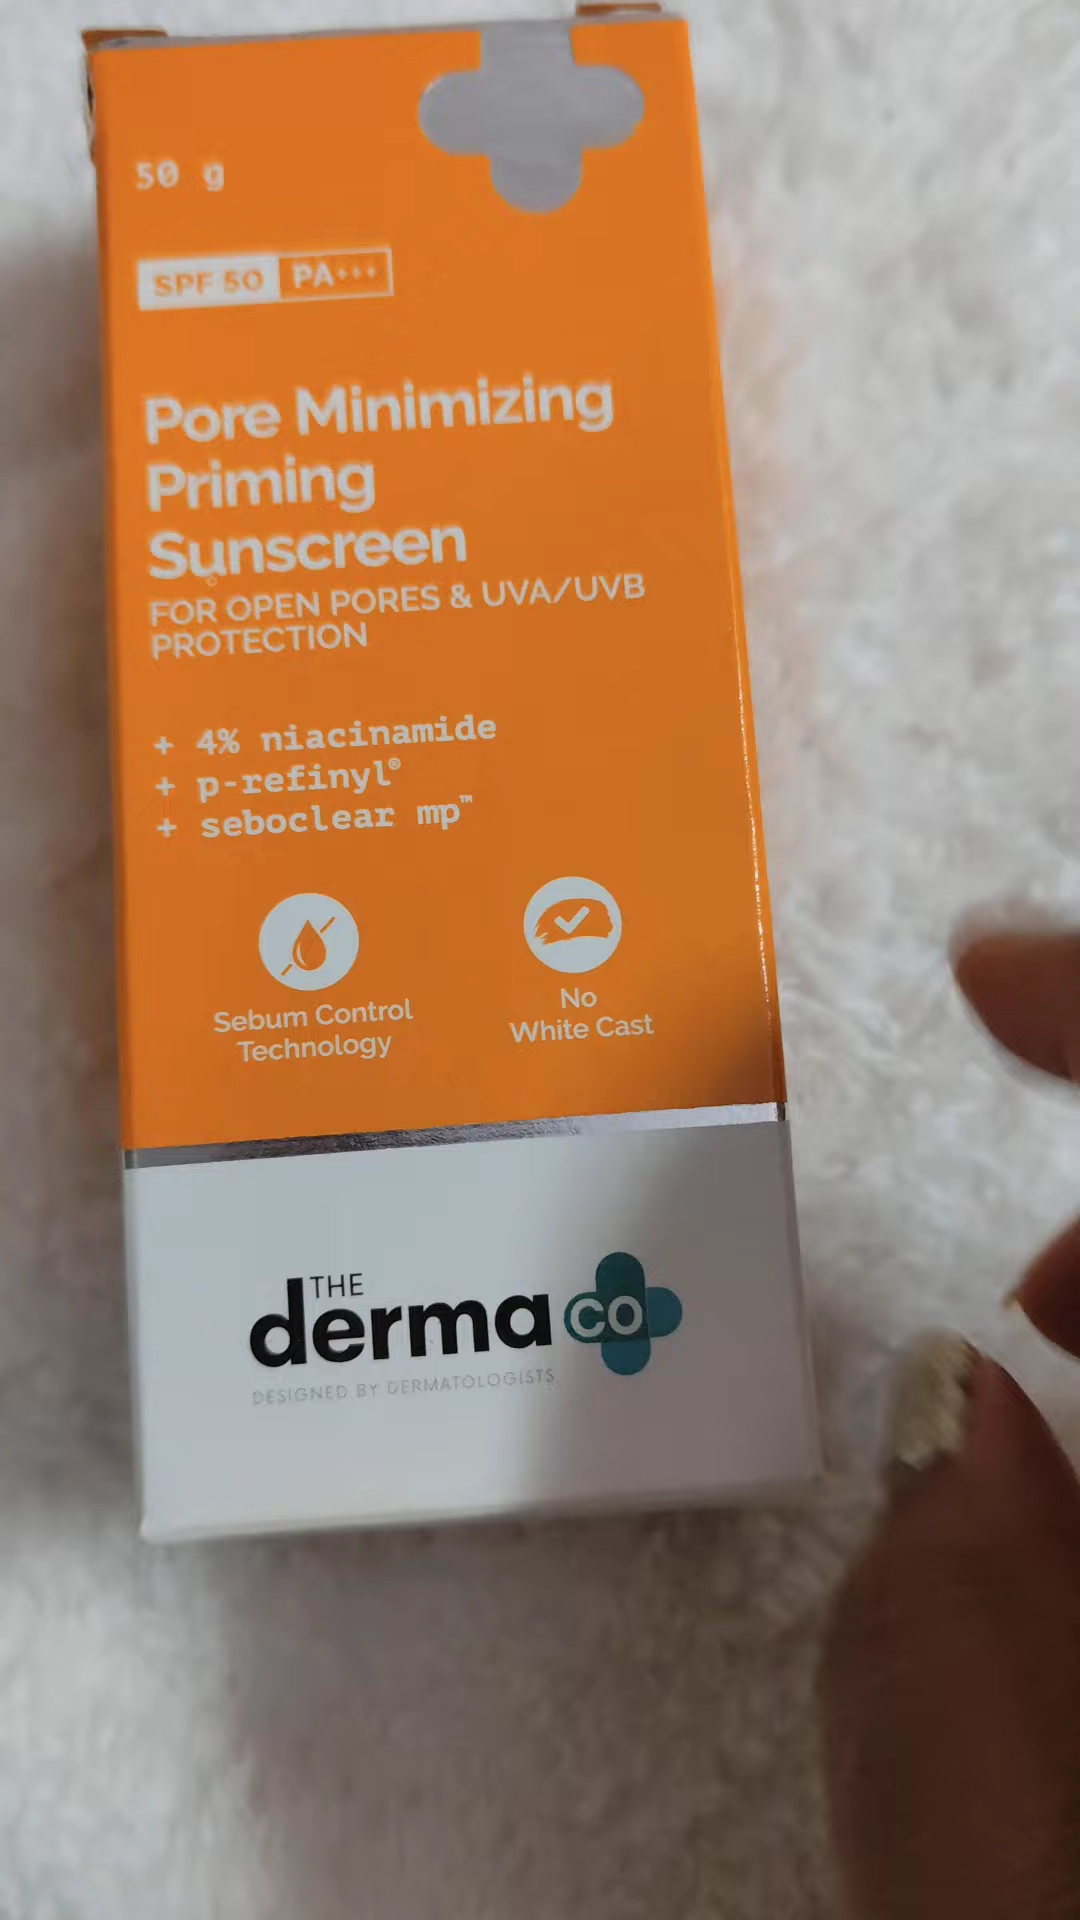 50 g
SPF 50 PA+++
Pore Minimizing
Priming
Sunscreen
FOR OPEN PORES & UVA/UVB
PROTECTION
+ 4% niacinamide
+ p-refinyl®
+ seboclear mp™
Sebum Control
Technology
No
White Cast
THE
derma co
DESIGNED BY DERMATOLOGISTS